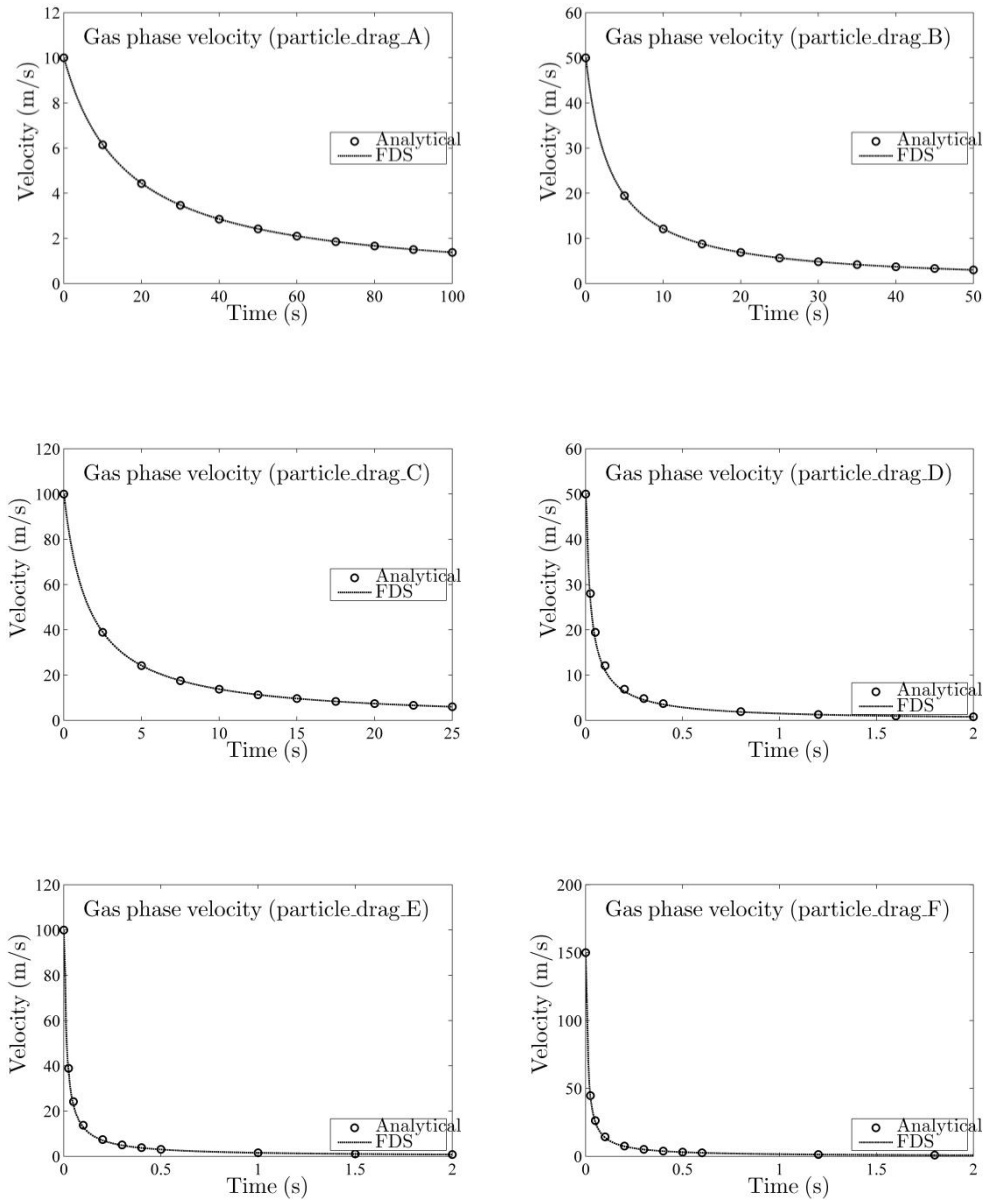 Gas phase velocity (particle_drag_A)
Velocity (m/s)
12
10
8
6
4
2
0
Analytical
FDS
0 20 40 60 80 100
Time (s)
Gas phase velocity (particle_drag_B)
Velocity (m/s)
60
50
40
30
20
10
0
Analytical
FDS
0 10 20 30 40 50
Time (s)
Gas phase velocity (particle_drag_C)
Velocity (m/s)
120
100
80
60
40
20
0
Analytical
FDS
0 5 10 15 20 25
Time (s)
Gas phase velocity (particle_drag_D)
Velocity (m/s)
60
50
40
30
20
10
0
Analytical
FDS
0 0.5 1 1.5 2
Time (s)
Gas phase velocity (particle_drag_E)
Velocity (m/s)
120
100
80
60
40
20
0
Analytical
FDS
0 0.5 1 1.5 2
Time (s)
Gas phase velocity (particle_drag_F)
Velocity (m/s)
200
150
100
50
0
Analytical
FDS
0 0.5 1 1.5 2
Time (s)